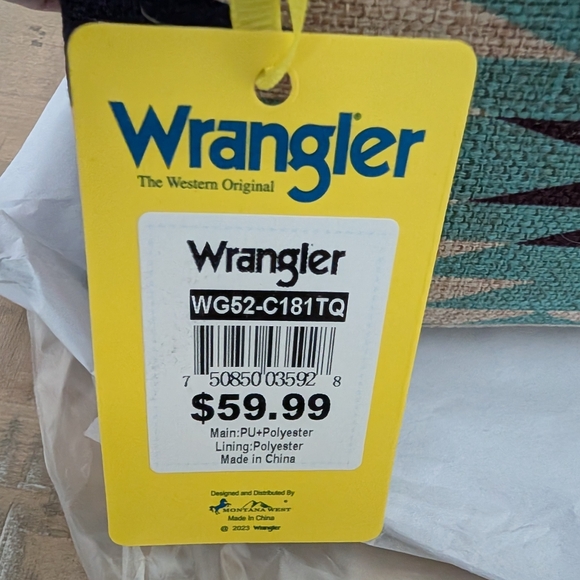 Wrangler
The Western Original
Wrangler
WG52-C181TQ
7 50850 03592 8
$59.99
Main:PU+Polyester
Lining:Polyester
Made in China
Designed and Distributed By
MONTANA WEST
Made In China
@ 2023 Wrangler